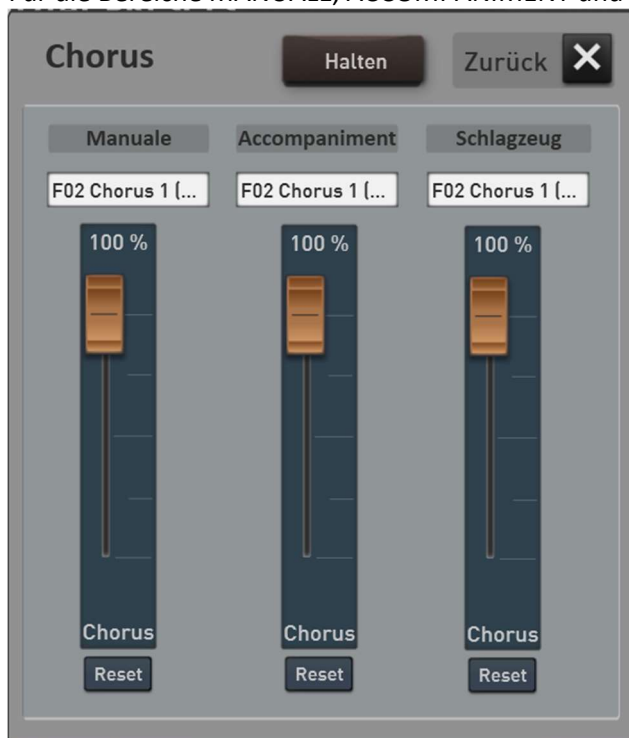 Chorus Halten Zurück
Manuale Accompaniment Schlagzeug
F02 Chorus 1 (... F02 Chorus 1 (... F02 Chorus 1 (...
100 % 100 % 100 %
Chorus Chorus Chorus
Reset Reset Reset